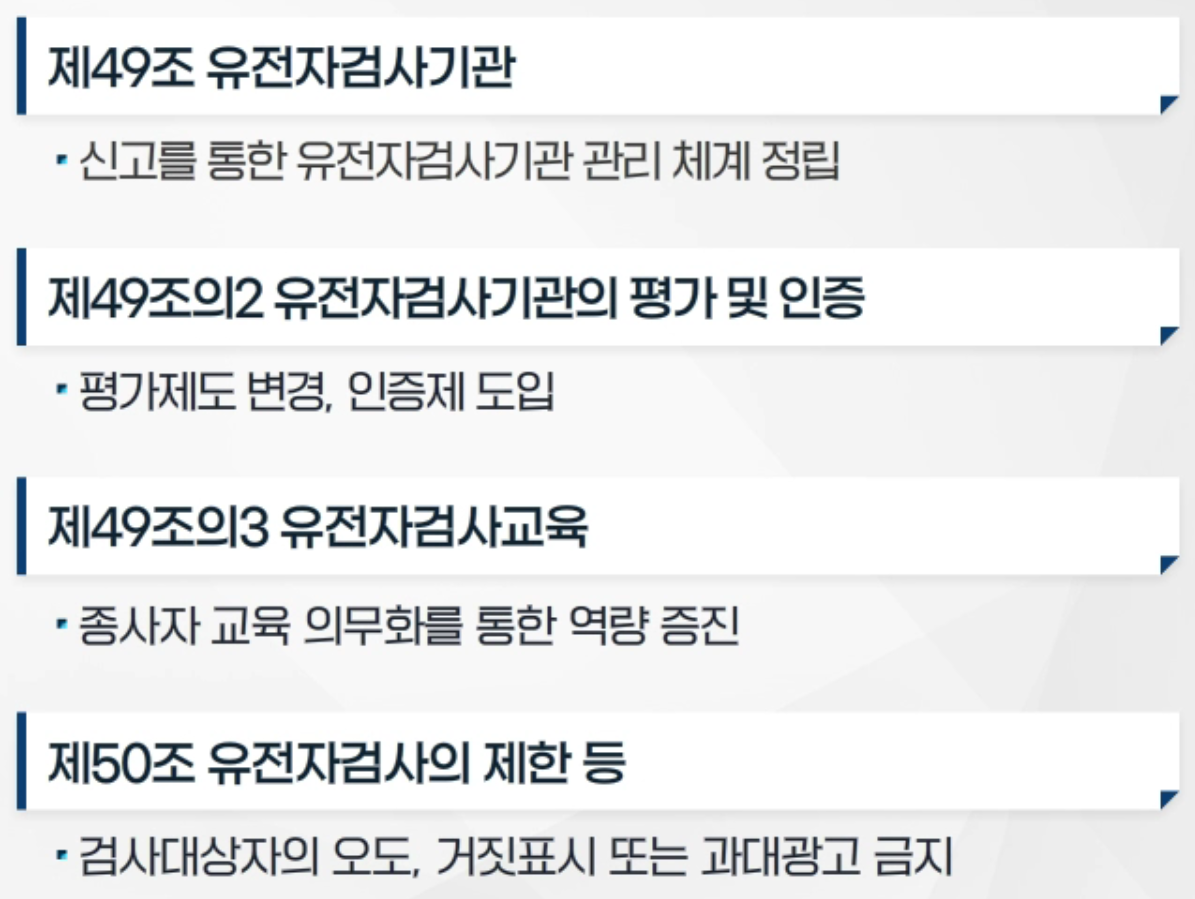 제49조 유전자검사기관
▪ 신고를 통한 유전자검사기관 관리 체계 정립
제49조의2 유전자검사기관의 평가 및 인증
▪ 평가제도 변경, 인증제 도입
제49조의3 유전자검사교육
▪ 종사자 교육 의무화를 통한 역량 증진
제50조 유전자검사의 제한 등
▪ 검사대상자의 오도, 거짓표시 또는 과대광고 금지